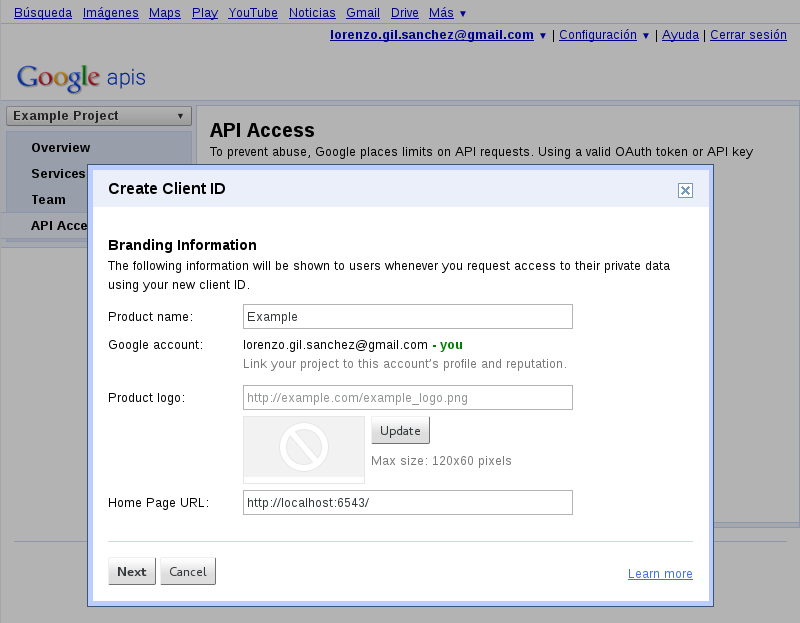 Búsqueda Imágenes Maps Play YouTube Noticias Gmail Drive Más ▼
lorenzo.gil.sanchez@gmail.com ▼ | Configuración ▼ | Ayuda | Cerrar sesión
Google apis
Example Project ▼
API Access
Overview
To prevent abuse, Google places limits on API requests. Using a valid OAuth token or API key
Services
Team
API Acce
Create Client ID
Branding Information
The following information will be shown to users whenever you request access to their private data
using your new client ID.
Product name: Example
Google account: lorenzo.gil.sanchez@gmail.com - you
Link your project to this account's profile and reputation.
Product logo: http://example.com/example_logo.png
Update
Max size: 120x60 pixels
Home Page URL: http://localhost:6543/
Next Cancel
Learn more